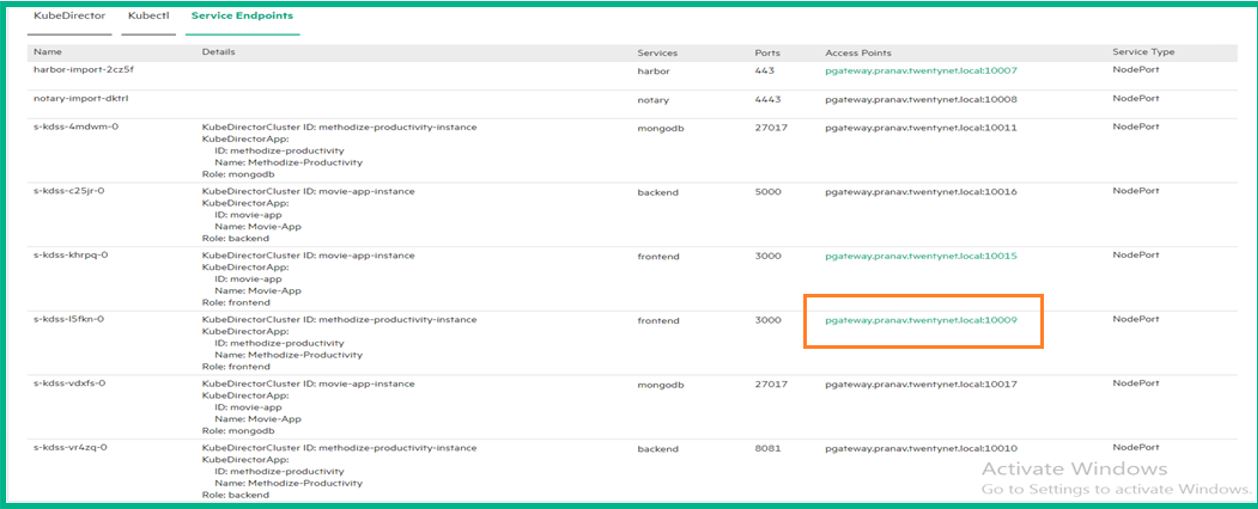 KubeDirector Kubectl Service Endpoints
Name Details Services Ports Access Points Service Type
harbor-import-2cz5f harbor 443 pgateway.pranav.twentynet.local:10007 NodePort
notary-import-dktrl notary 4443 pgateway.pranav.twentynet.local:10008 NodePort
s-kdss-4mdwm-0 KubeDirectorCluster ID: methodize-productivity-instance mongodb 27017 pgateway.pranav.twentynet.local:10011 NodePort
KubeDirectorApp:
ID: methodize-productivity
Name: Methodize-Productivity
Role: mongodb
s-kdss-c25jr-0 KubeDirectorCluster ID: movie-app-instance backend 5000 pgateway.pranav.twentynet.local:10016 NodePort
KubeDirectorApp:
ID: movie-app
Name: Movie-App
Role: backend
s-kdss-khrpq-0 KubeDirectorCluster ID: movie-app-instance frontend 3000 pgateway.pranav.twentynet.local:10015 NodePort
KubeDirectorApp:
ID: movie-app
Name: Movie-App
Role: frontend
s-kdss-l5fkn-0 KubeDirectorCluster ID: methodize-productivity-instance frontend 3000 pgateway.pranav.twentynet.local:10009 NodePort
KubeDirectorApp:
ID: methodize-productivity
Name: Methodize-Productivity
Role: frontend
s-kdss-vdxfs-0 KubeDirectorCluster ID: movie-app-instance mongodb 27017 pgateway.pranav.twentynet.local:10017 NodePort
KubeDirectorApp:
ID: movie-app
Name: Movie-App
Role: mongodb
s-kdss-vr4zq-0 KubeDirectorCluster ID: methodize-productivity-instance backend 8081 pgateway.pranav.twentynet.local:10010 NodePort
KubeDirectorApp:
ID: methodize-productivity
Name: Methodize-Productivity
Role: backend
Activate Windows
Go to Settings to activate Windows.